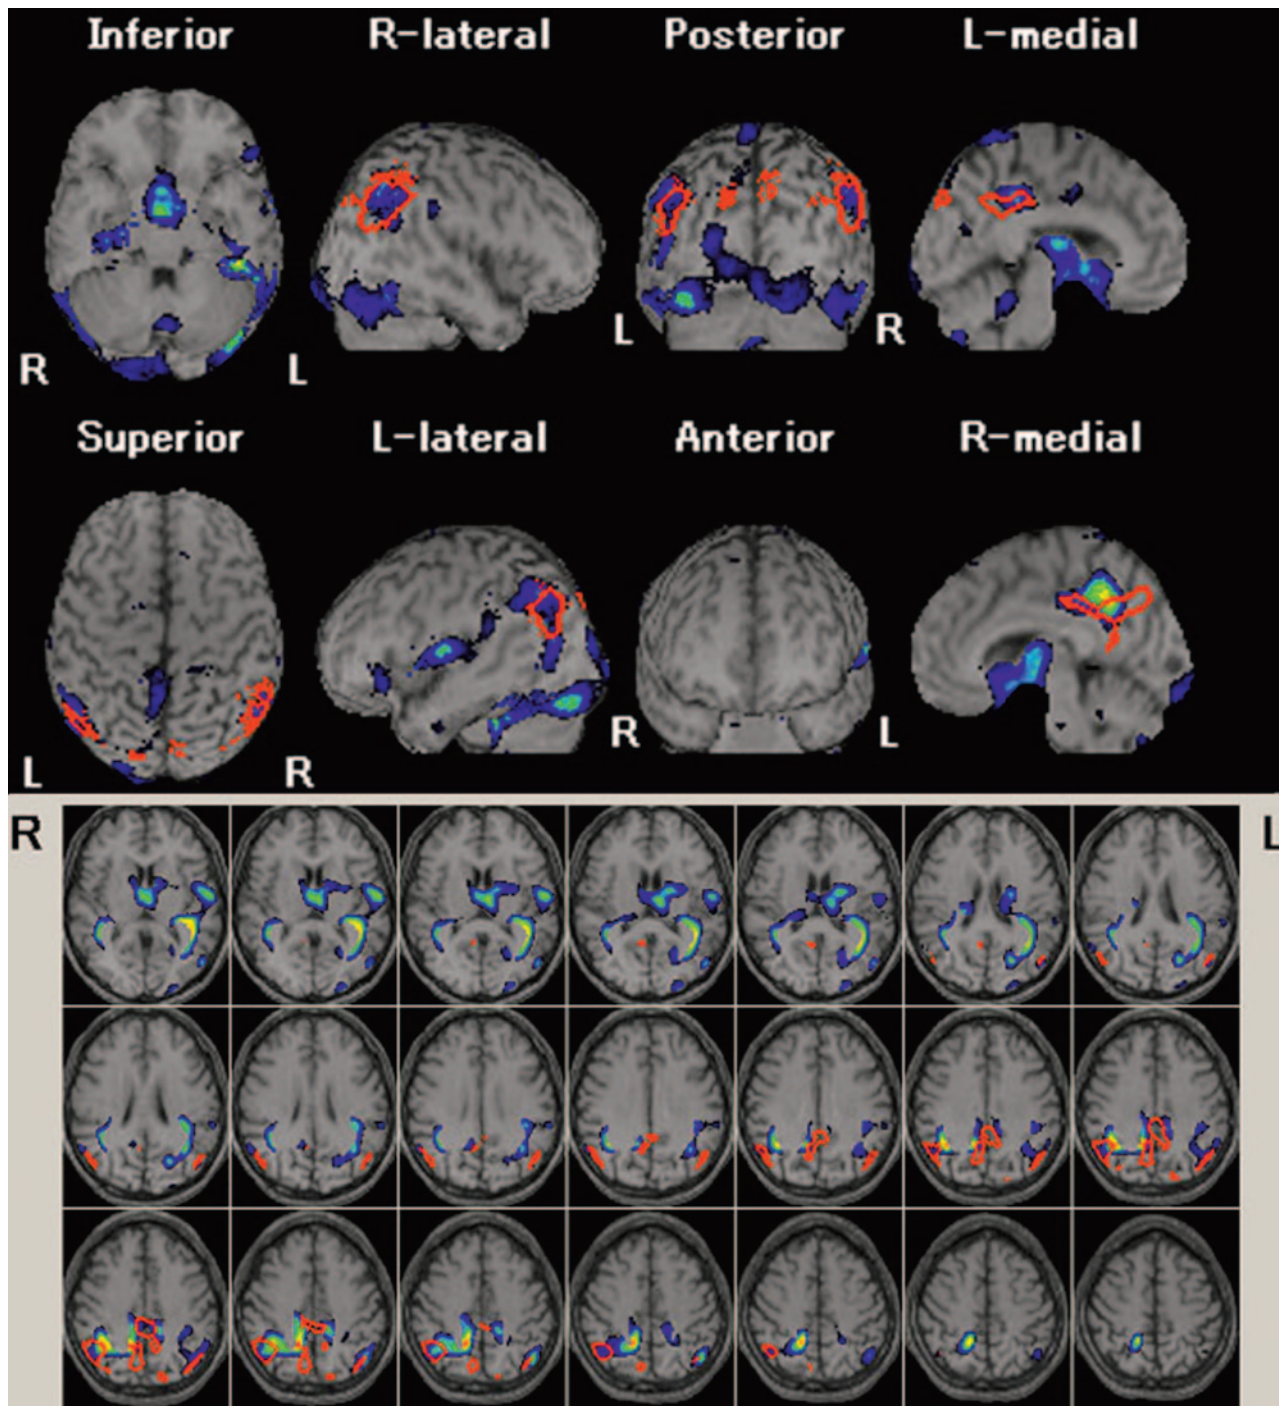 Inferior R-lateral Posterior L-medial
R L L R
Superior L-lateral Anterior R-medial
L R R L
R L